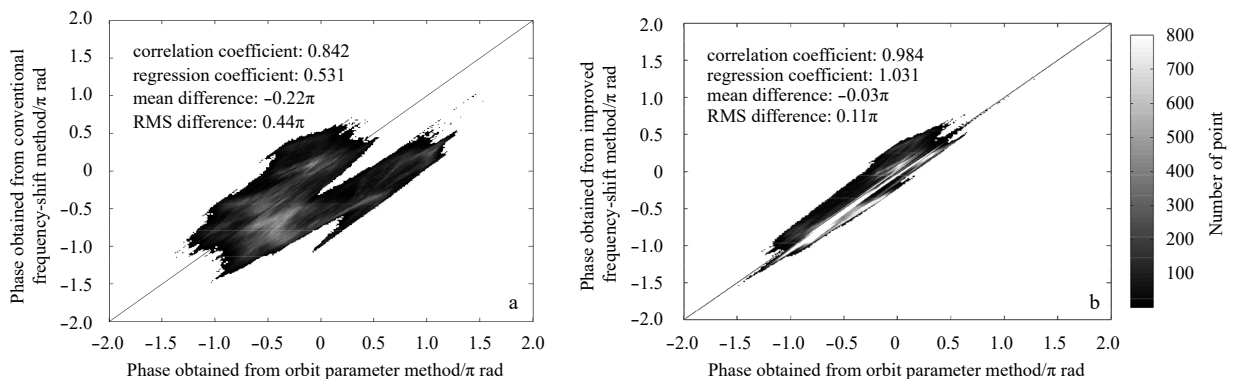 Phase obtained from conventional
frequency-shift method/π rad
2.0
1.5
1.0
0.5
0
−0.5
−1.0
−1.5
−2.0
correlation coefficient: 0.842
regression coefficient: 0.531
mean difference: −0.22π
RMS difference: 0.44π
a
−2.0 −1.5 −1.0 −0.5 0 0.5 1.0 1.5 2.0
Phase obtained from orbit parameter method/π rad
Phase obtained from improved
frequency-shift method/π rad
2.0
1.5
1.0
0.5
0
−0.5
−1.0
−1.5
−2.0
correlation coefficient: 0.984
regression coefficient: 1.031
mean difference: −0.03π
RMS difference: 0.11π
b
−2.0 −1.5 −1.0 −0.5 0 0.5 1.0 1.5 2.0
Phase obtained from orbit parameter method/π rad
800
700
600
500
400
300
200
100
Number of point